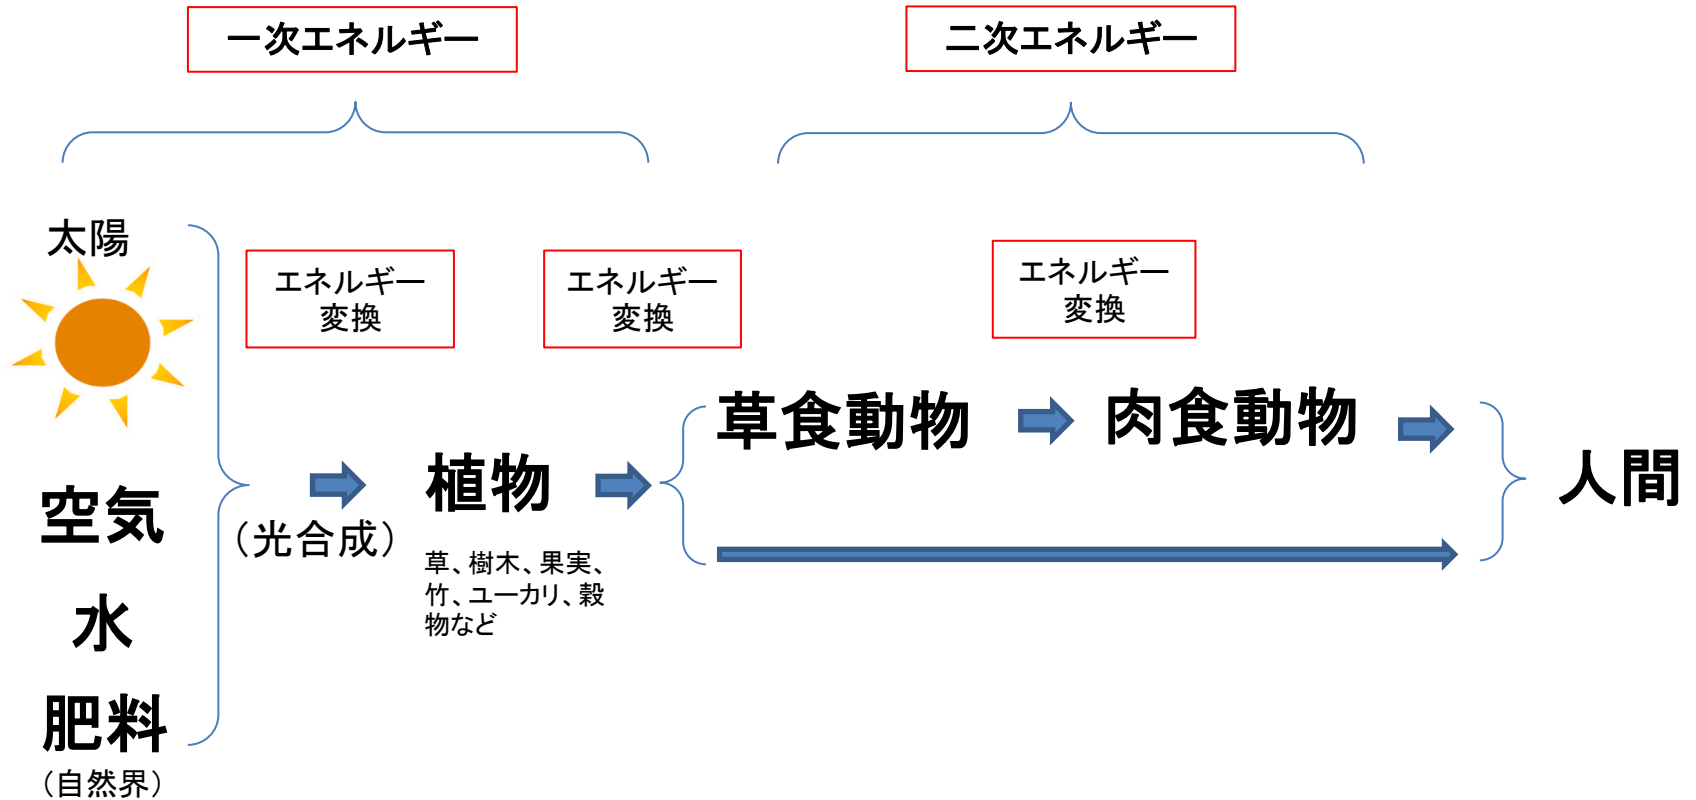 一次エネルギー
二次エネルギー
太陽
エネルギー
変換
エネルギー
変換
エネルギー
変換
草食動物
肉食動物
植物
人間
空気
（光合成）
草、樹木、果実、
竹、ユーカリ、穀
物など
水
肥料
（自然界）